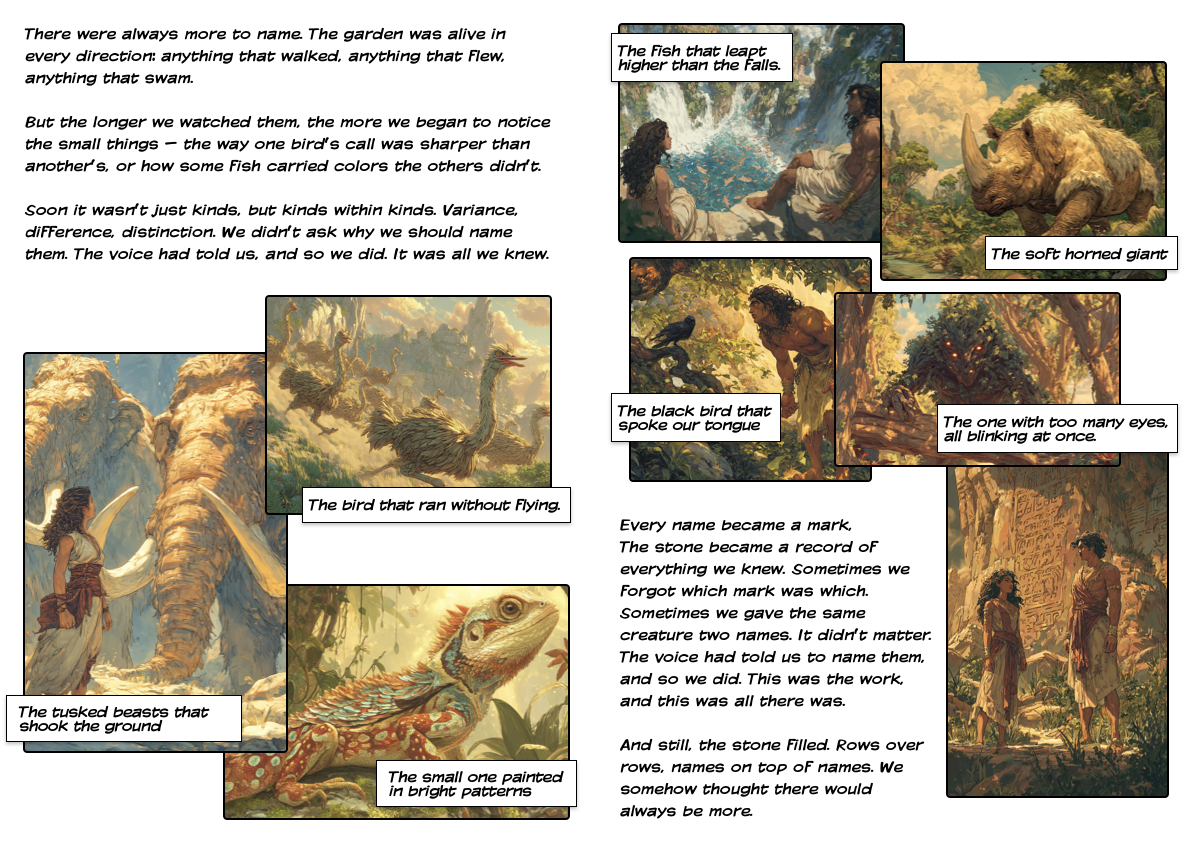 There were always more to name. The garden was alive in
every direction: anything that walked, anything that flew,
anything that swam.
But the longer we watched them, the more we began to notice
the small things — the way one bird's call was sharper than
another's, or how some fish carried colors the others didn't.
Soon it wasn't just kinds, but kinds within kinds. Variance,
difference, distinction. We didn't ask why we should name
them. The voice had told us, and so we did. It was all we knew.
The bird that ran without flying.
The tusked beasts that
shook the ground
The small one painted
in bright patterns
The fish that leapt
higher than the falls.
The soft horned giant
The black bird that
spoke our tongue
The one with too many eyes,
all blinking at once.
Every name became a mark,
The stone became a record of
everything we knew. Sometimes we
forgot which mark was which.
Sometimes we gave the same
creature two names. It didn't matter.
The voice had told us to name them,
and so we did. This was the work,
and this was all there was.
And still, the stone filled. Rows over
rows, names on top of names. We
somehow thought there would
always be more.